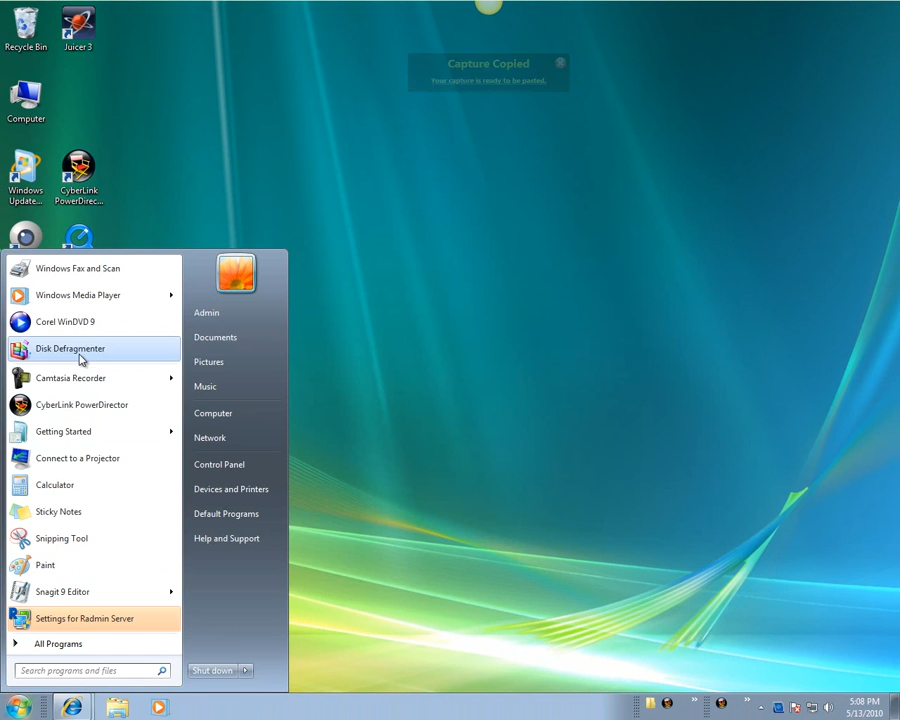 Recycle Bin
Juicer 3
Computer
Windows
Update...
CyberLink
PowerDirec...
Capture Copied
Your capture is ready to be pasted.
Windows Fax and Scan
Windows Media Player
Corel WinDVD 9
Disk Defragmenter
Camtasia Recorder
CyberLink PowerDirector
Getting Started
Connect to a Projector
Calculator
Sticky Notes
Snipping Tool
Paint
Snagit 9 Editor
Settings for Radmin Server
All Programs
Search programs and files
Admin
Documents
Pictures
Music
Computer
Network
Control Panel
Devices and Printers
Default Programs
Help and Support
Shut down
5:08 PM
5/13/2010